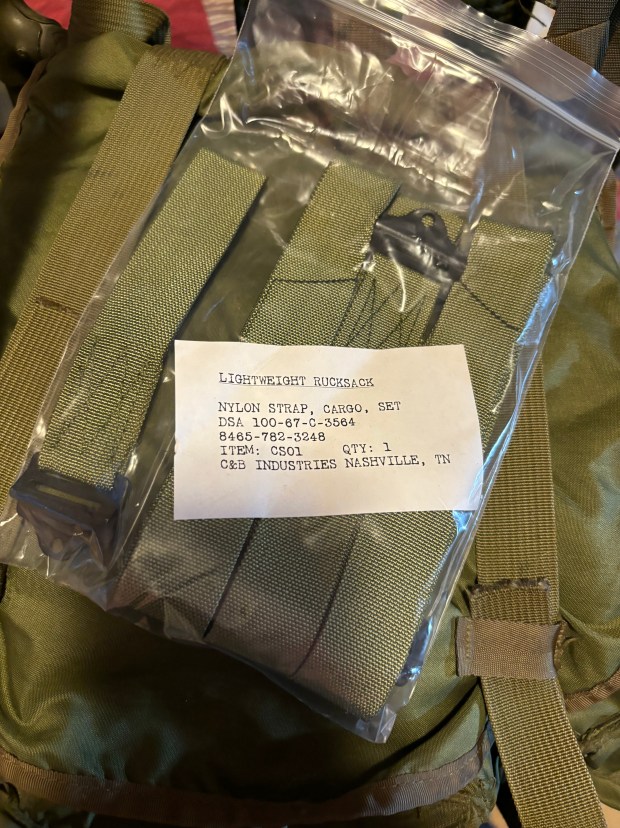 LIGHTWEIGHT RUCKSACK
NYLON STRAP, CARGO, SET
DSA 100-67-C-3564
8465-782-3248
ITEM: CS01 QTY: 1
C&B INDUSTRIES NASHVILLE, TN